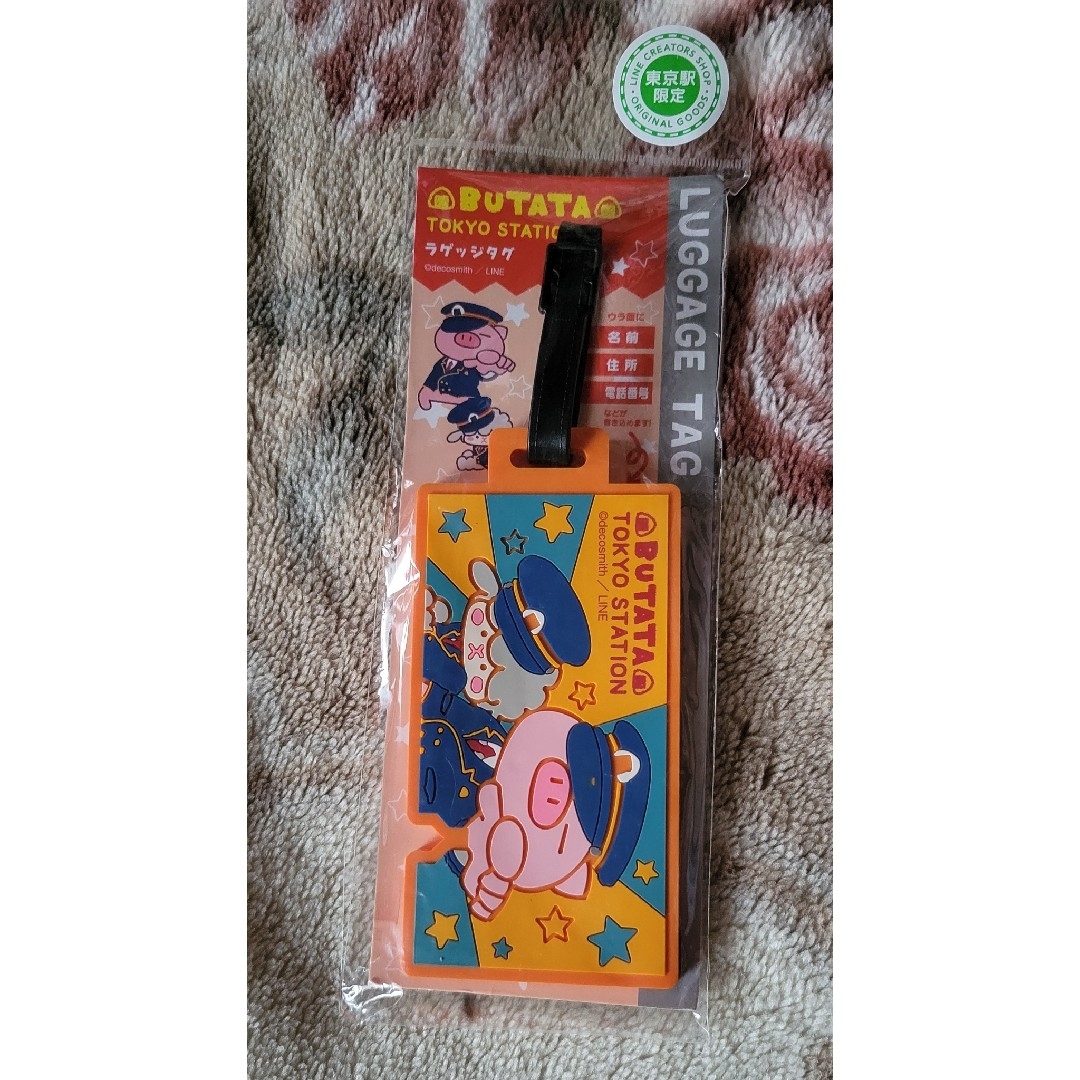 LINE CREATORS SHOP
東京駅
限定
ORIGINAL GOODS
BUTATA
TOKYO STATIO
ラゲッジタグ
©decosmith / LINE
LUGGAGE TAG
ウラ面に
名前
住所
電話番号
などが
書き込めます!
BUTATA
TOKYO STATION
©decosmith / LINE